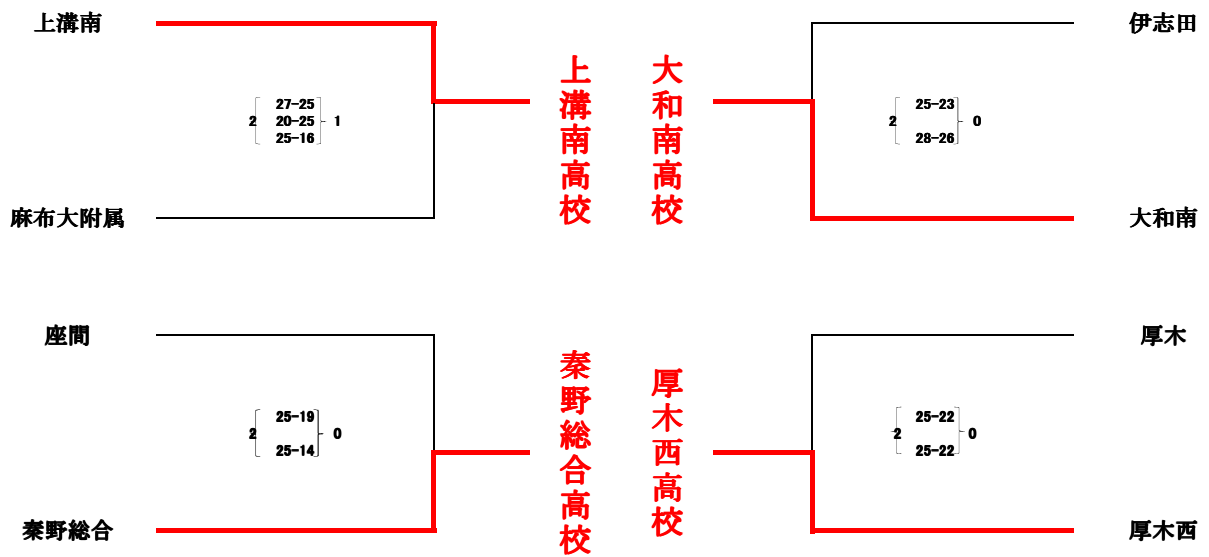 上溝南
27-25
2 20-25 1
25-16
麻布大附属
上溝南高校
大和南高校
伊志田
25-23
2 0
28-26
大和南
座間
25-19
2 0
25-14
秦野総合
秦野総合高校
厚木西高校
厚木
25-22
2 0
25-22
厚木西